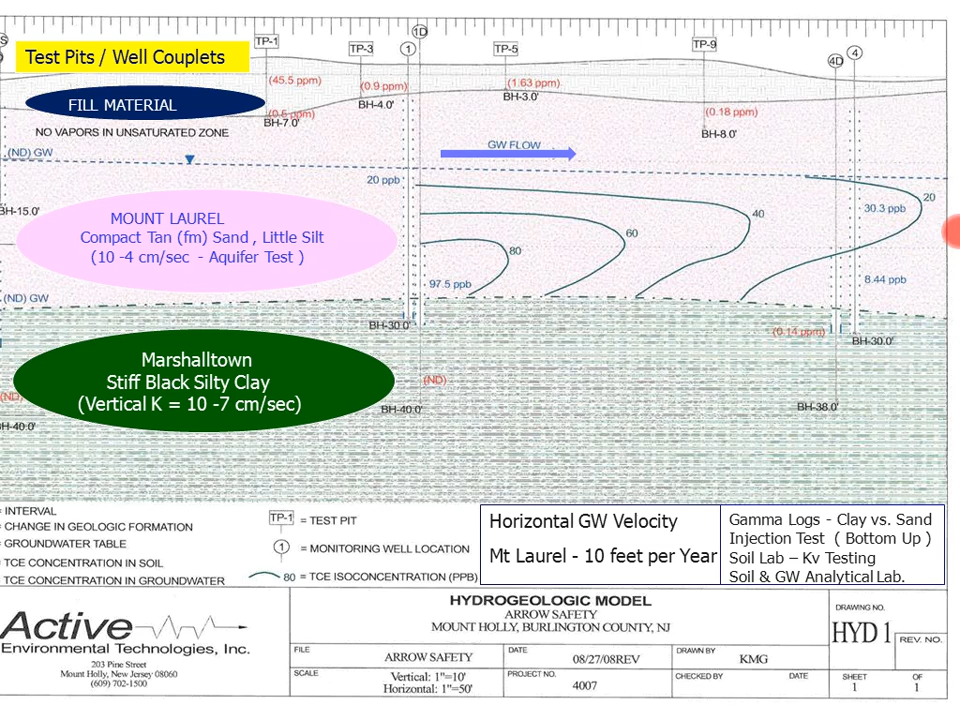 S
1D
TP-1
TP-3
1
TP-5
TP-9
4D
4
Test Pits / Well Couplets
(45.5 ppm)
(0.9 ppm)
(1.63 ppm)
BH-3.0'
FILL MATERIAL
BH-4.0'
(0.5 ppm)
BH-7.0'
(0.18 ppm)
BH-8.0'
NO VAPORS IN UNSATURATED ZONE
(ND) GW
GW FLOW
20 ppb
BH-15.0'
20
30.3 ppb
40
MOUNT LAUREL
Compact Tan (fm) Sand , Little Silt
(10 -4 cm/sec - Aquifer Test )
60
80
97.5 ppb
8.44 ppb
(ND) GW
BH-30.0'
(0.14 ppm)
BH-30.0'
Marshalltown
Stiff Black Silty Clay
(Vertical K = 10 -7 cm/sec)
(ND)
(ND)
BH-40.0'
BH-38.0'
BH-40.0'
= INTERVAL
= CHANGE IN GEOLOGIC FORMATION
= GROUNDWATER TABLE
= TCE CONCENTRATION IN SOIL
= TCE CONCENTRATION IN GROUNDWATER
TP-1 = TEST PIT
1 = MONITORING WELL LOCATION
80 = TCE ISOCONCENTRATION (PPB)
Horizontal GW Velocity
Mt Laurel - 10 feet per Year
Gamma Logs - Clay vs. Sand
Injection Test ( Bottom Up )
Soil Lab – Kv Testing
Soil & GW Analytical Lab.
Active
Environmental Technologies, Inc.
203 Pine Street
Mount Holly, New Jersey 08060
(609) 702-1500
HYDROGEOLOGIC MODEL
ARROW SAFETY
MOUNT HOLLY, BURLINGTON COUNTY, NJ
DRAWING NO.
HYD 1
REV. NO.
FILE
ARROW SAFETY
DATE
08/27/08REV
DRAWN BY
KMG
SCALE
Vertical: 1"=10'
Horizontal: 1"=50'
PROJECT NO.
4007
CHECKED BY
DATE
SHEET
1
OF
1